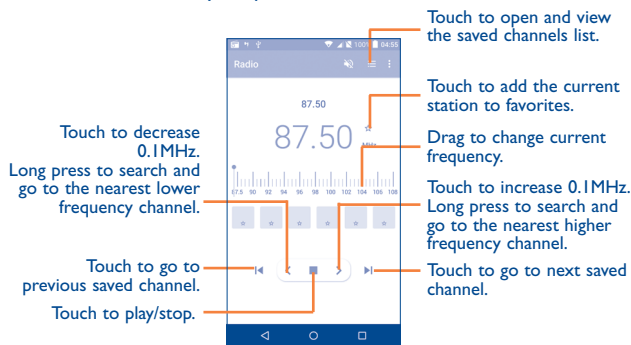 Touch to open and view
the saved channels list.
100% 04:55
Radio
87.50
Touch to add the current
station to favorites.
87.50
MHz
Touch to decrease
0.1MHz.
Long press to search and
go to the nearest lower
frequency channel.
Drag to change current
frequency.
87.5 90 92 94 96 98 100 102 104 106 108
Touch to increase 0.1MHz.
Long press to search and
go to the nearest higher
frequency channel.
Touch to go to
previous saved channel.
Touch to go to next saved
channel.
Touch to play/stop.